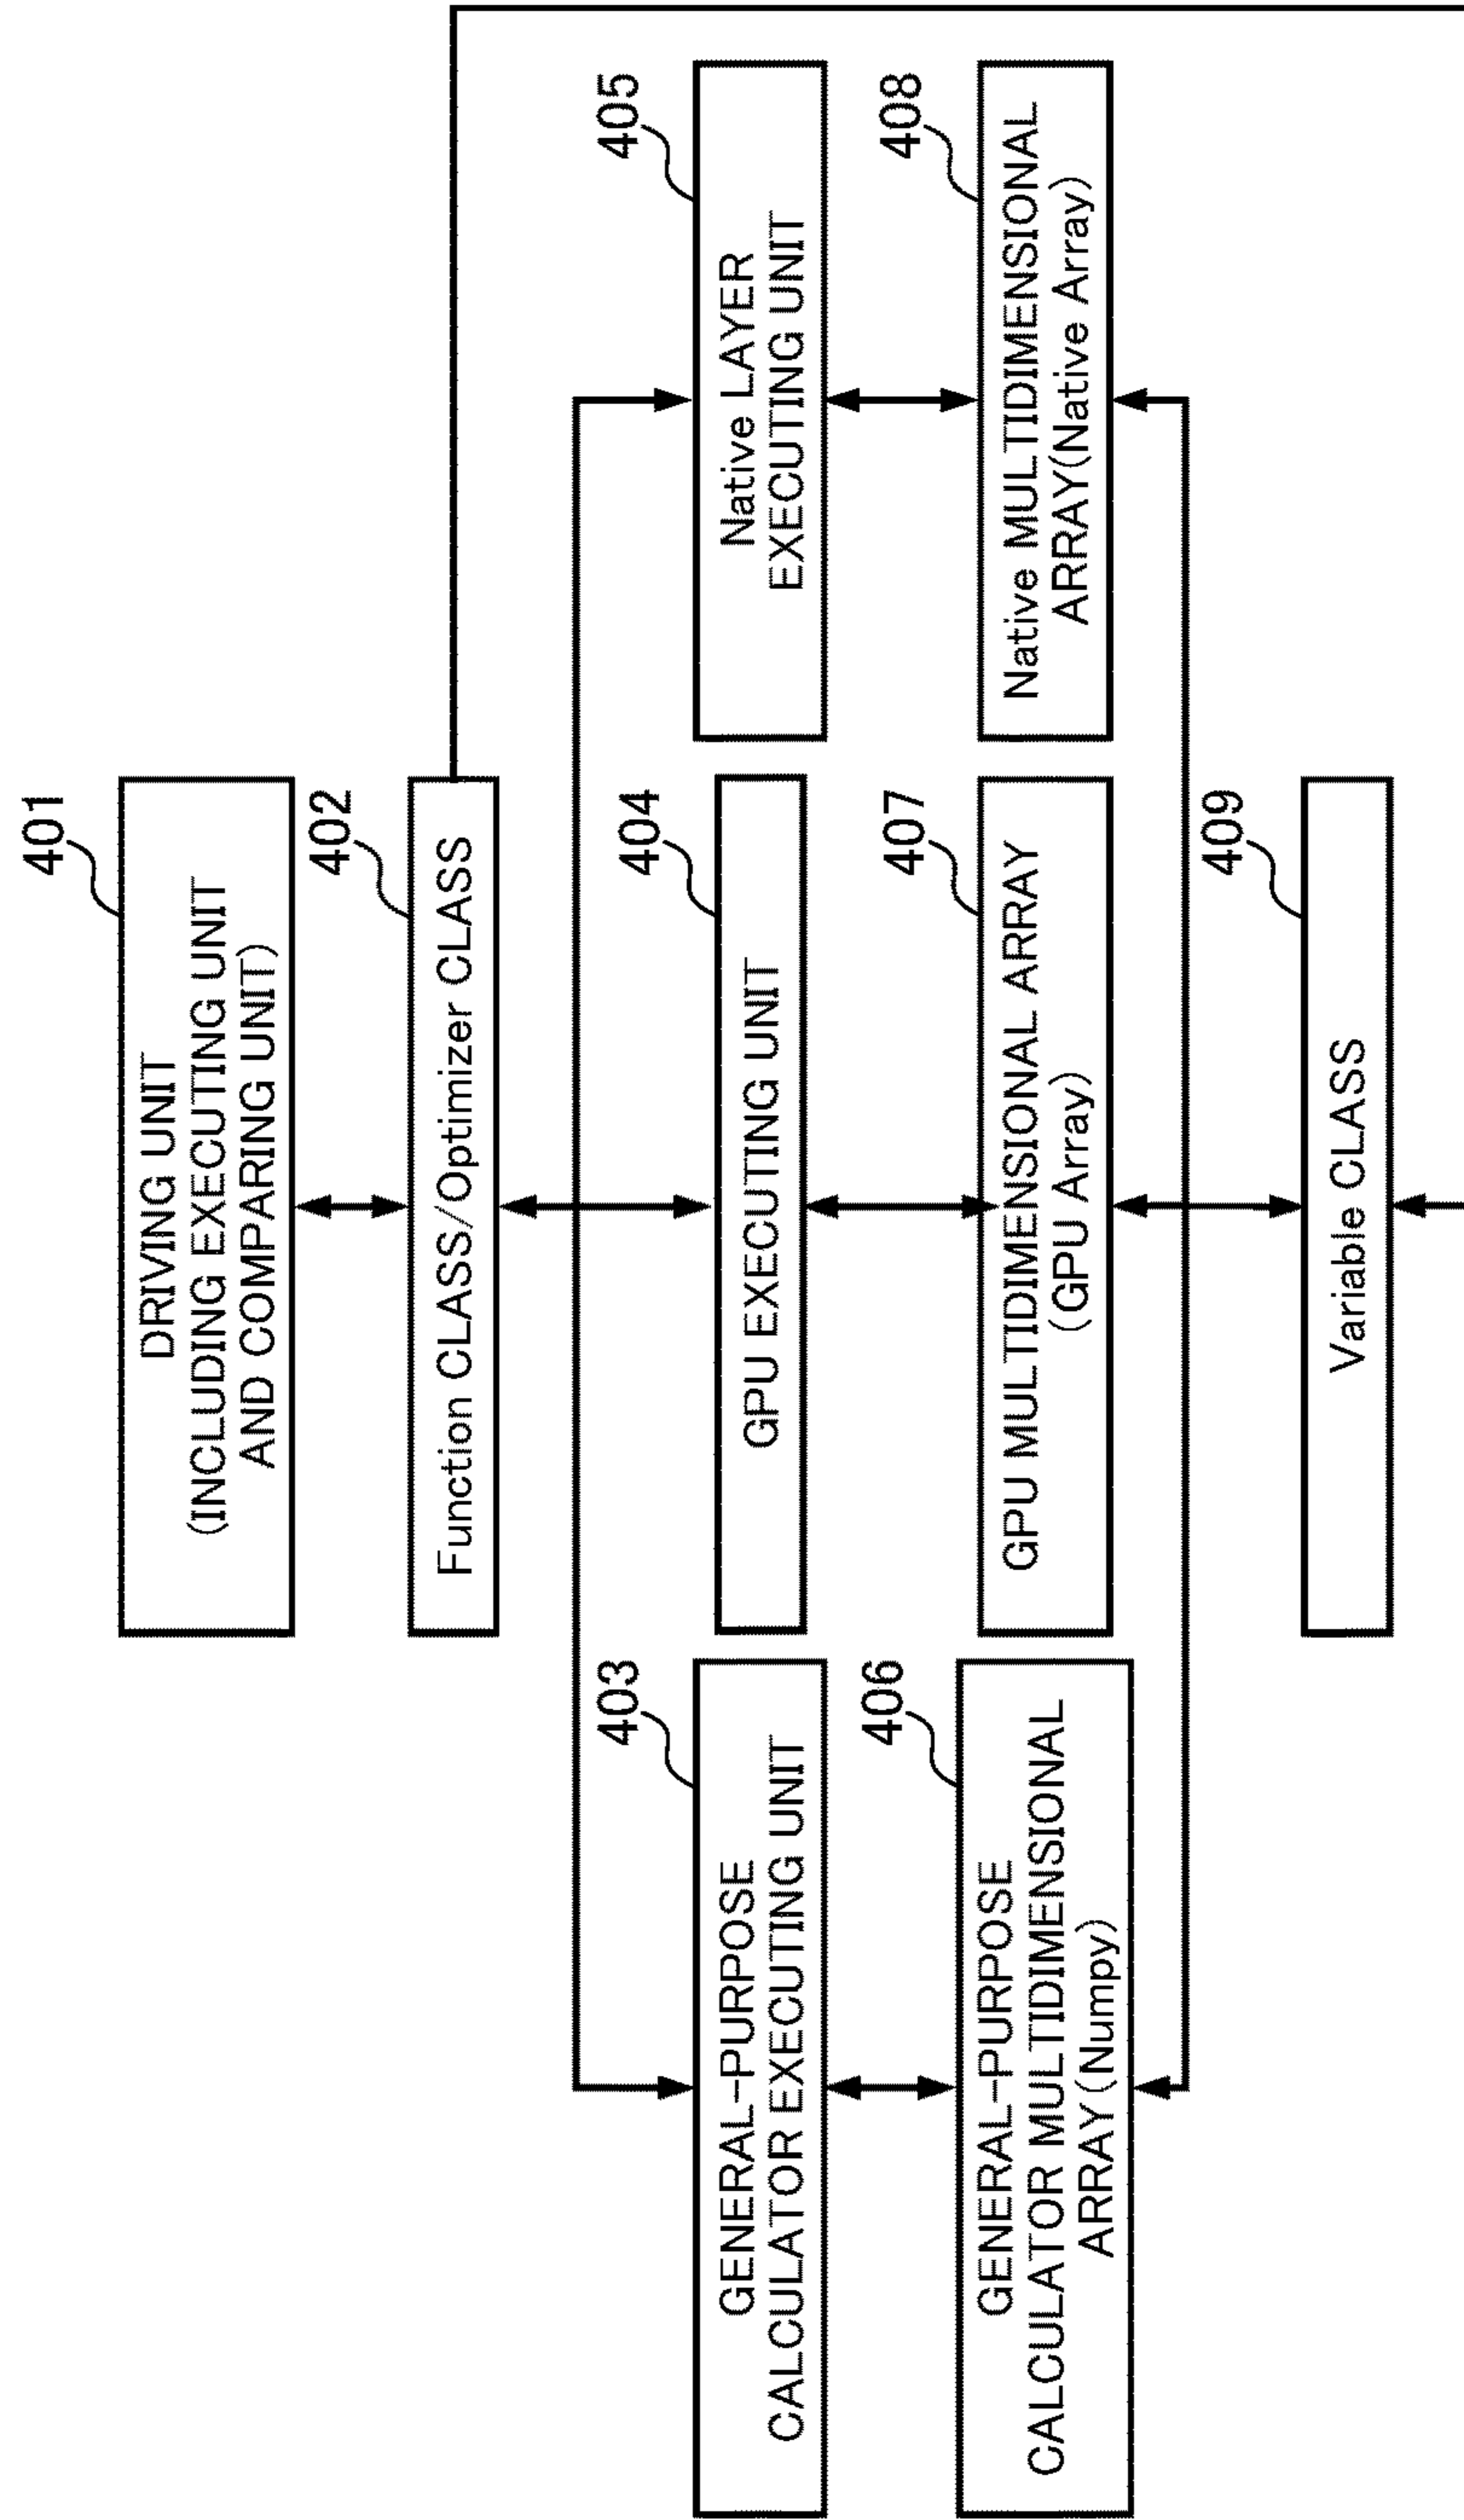 401
DRIVING UNIT
(INCLUDING EXECUTING UNIT
AND COMPARING UNIT)
402
Function CLASS/Optimizer CLASS
403
GENERAL-PURPOSE
CALCULATOR EXECUTING UNIT
404
GPU EXECUTING UNIT
405
Native LAYER
EXECUTING UNIT
406
GENERAL-PURPOSE
CALCULATOR MULTIDIMENSIONAL
ARRAY(Numpy)
407
GPU MULTIDIMENSIONAL ARRAY
(GPU Array)
408
Native MULTIDIMENSIONAL
ARRAY(Native Array)
409
Variable CLASS